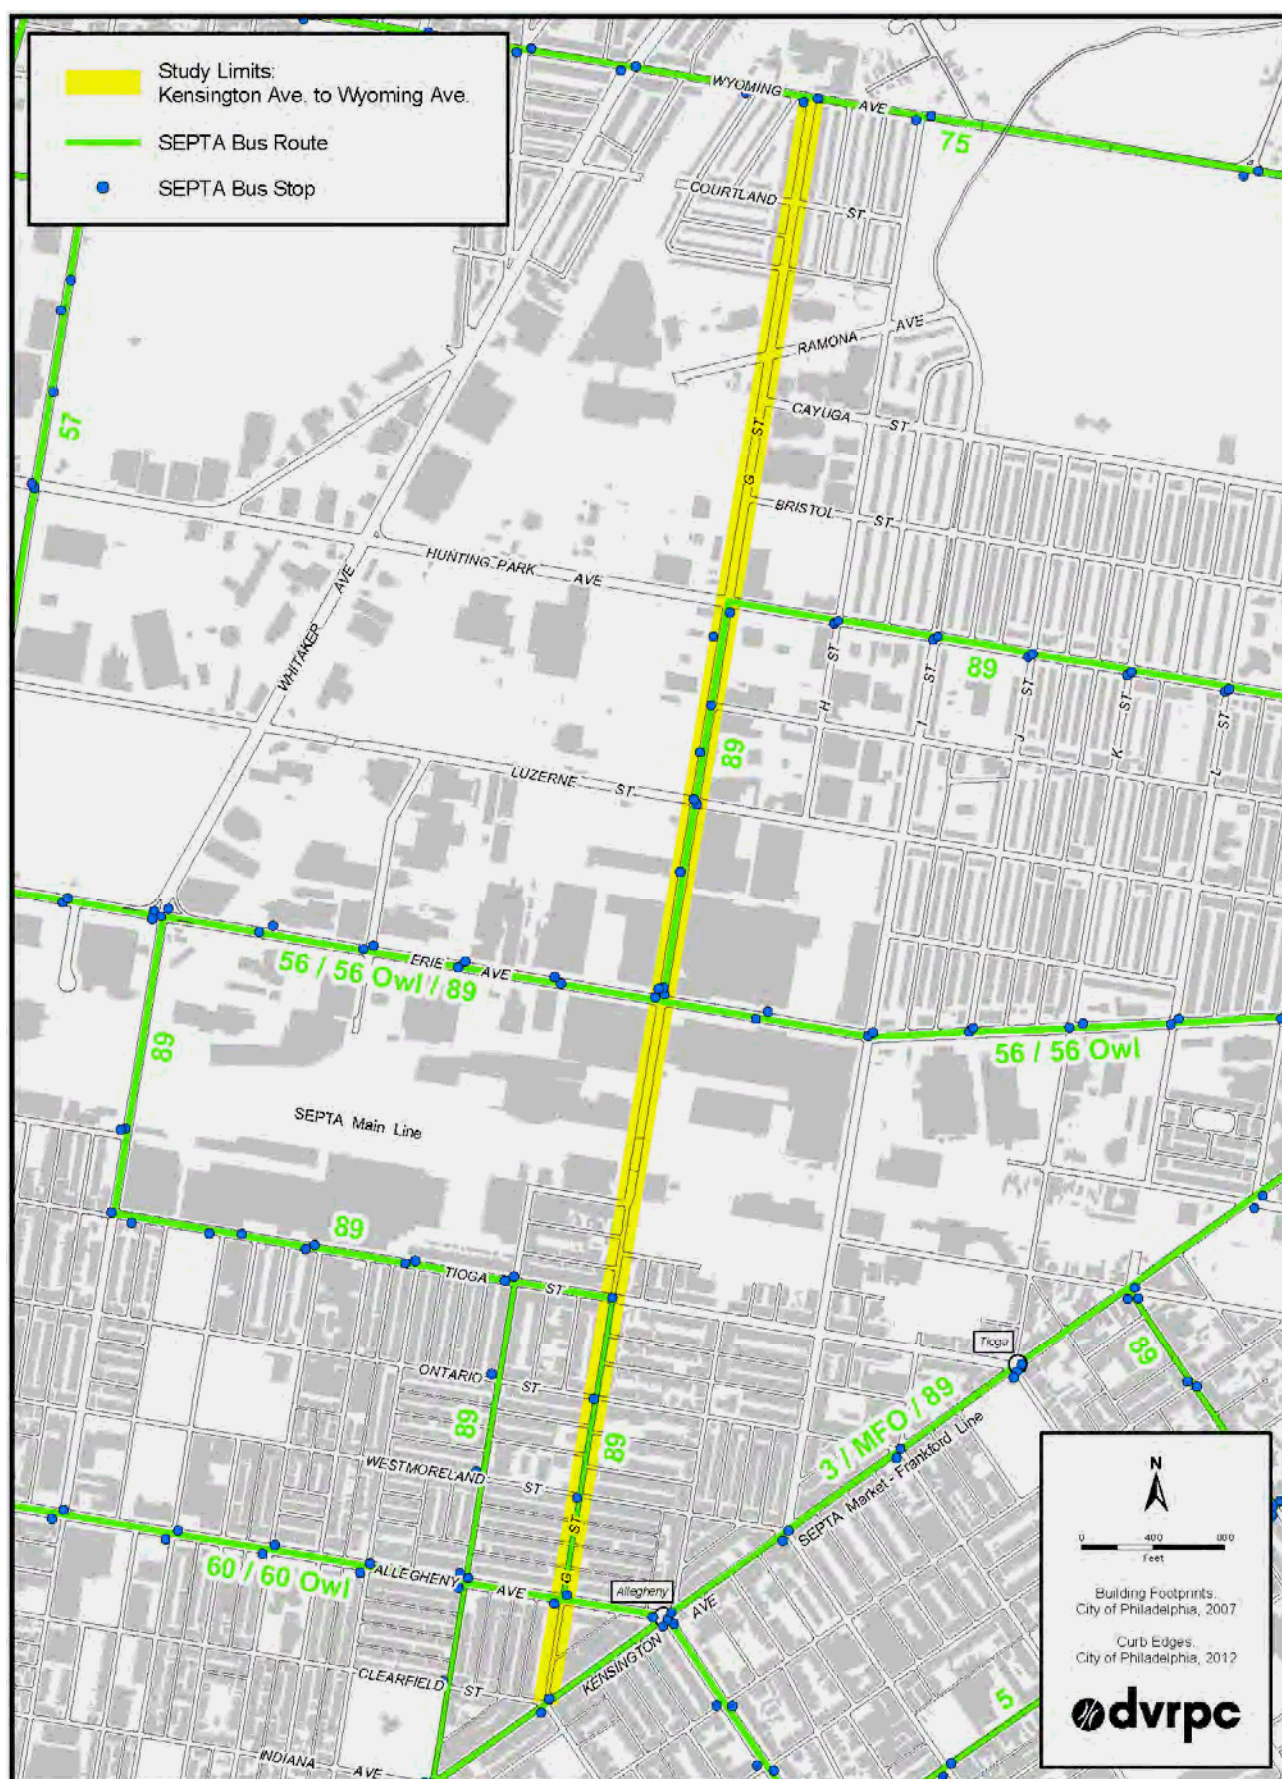 Study Limits:
Kensington Ave. to Wyoming Ave.
SEPTA Bus Route
SEPTA Bus Stop
WYOMING AVE
75
COURTLAND ST
RAMONA AVE
57
CAYUGA ST
G ST
BRISTOL ST
HUNTING PARK AVE
WHITAKER AVE
89
H ST
I ST
J ST
K ST
L ST
89
LUZERNE ST
ERIE AVE
56 / 56 Owl / 89
56 / 56 Owl
89
SEPTA Main Line
89
TIOGA ST
Tioga
ONTARIO ST
89
89
89
3 / MFO / 89
SEPTA Market - Frankford Line
WESTMORELAND ST
G ST
60 / 60 Owl
ALLEGHENY AVE
Allegheny
KENSINGTON AVE
CLEARFIELD ST
INDIANA AVE
5
N
0 400 800
Feet
Building Footprints.
City of Philadelphia, 2007
Curb Edges.
City of Philadelphia, 2012
dvrpc